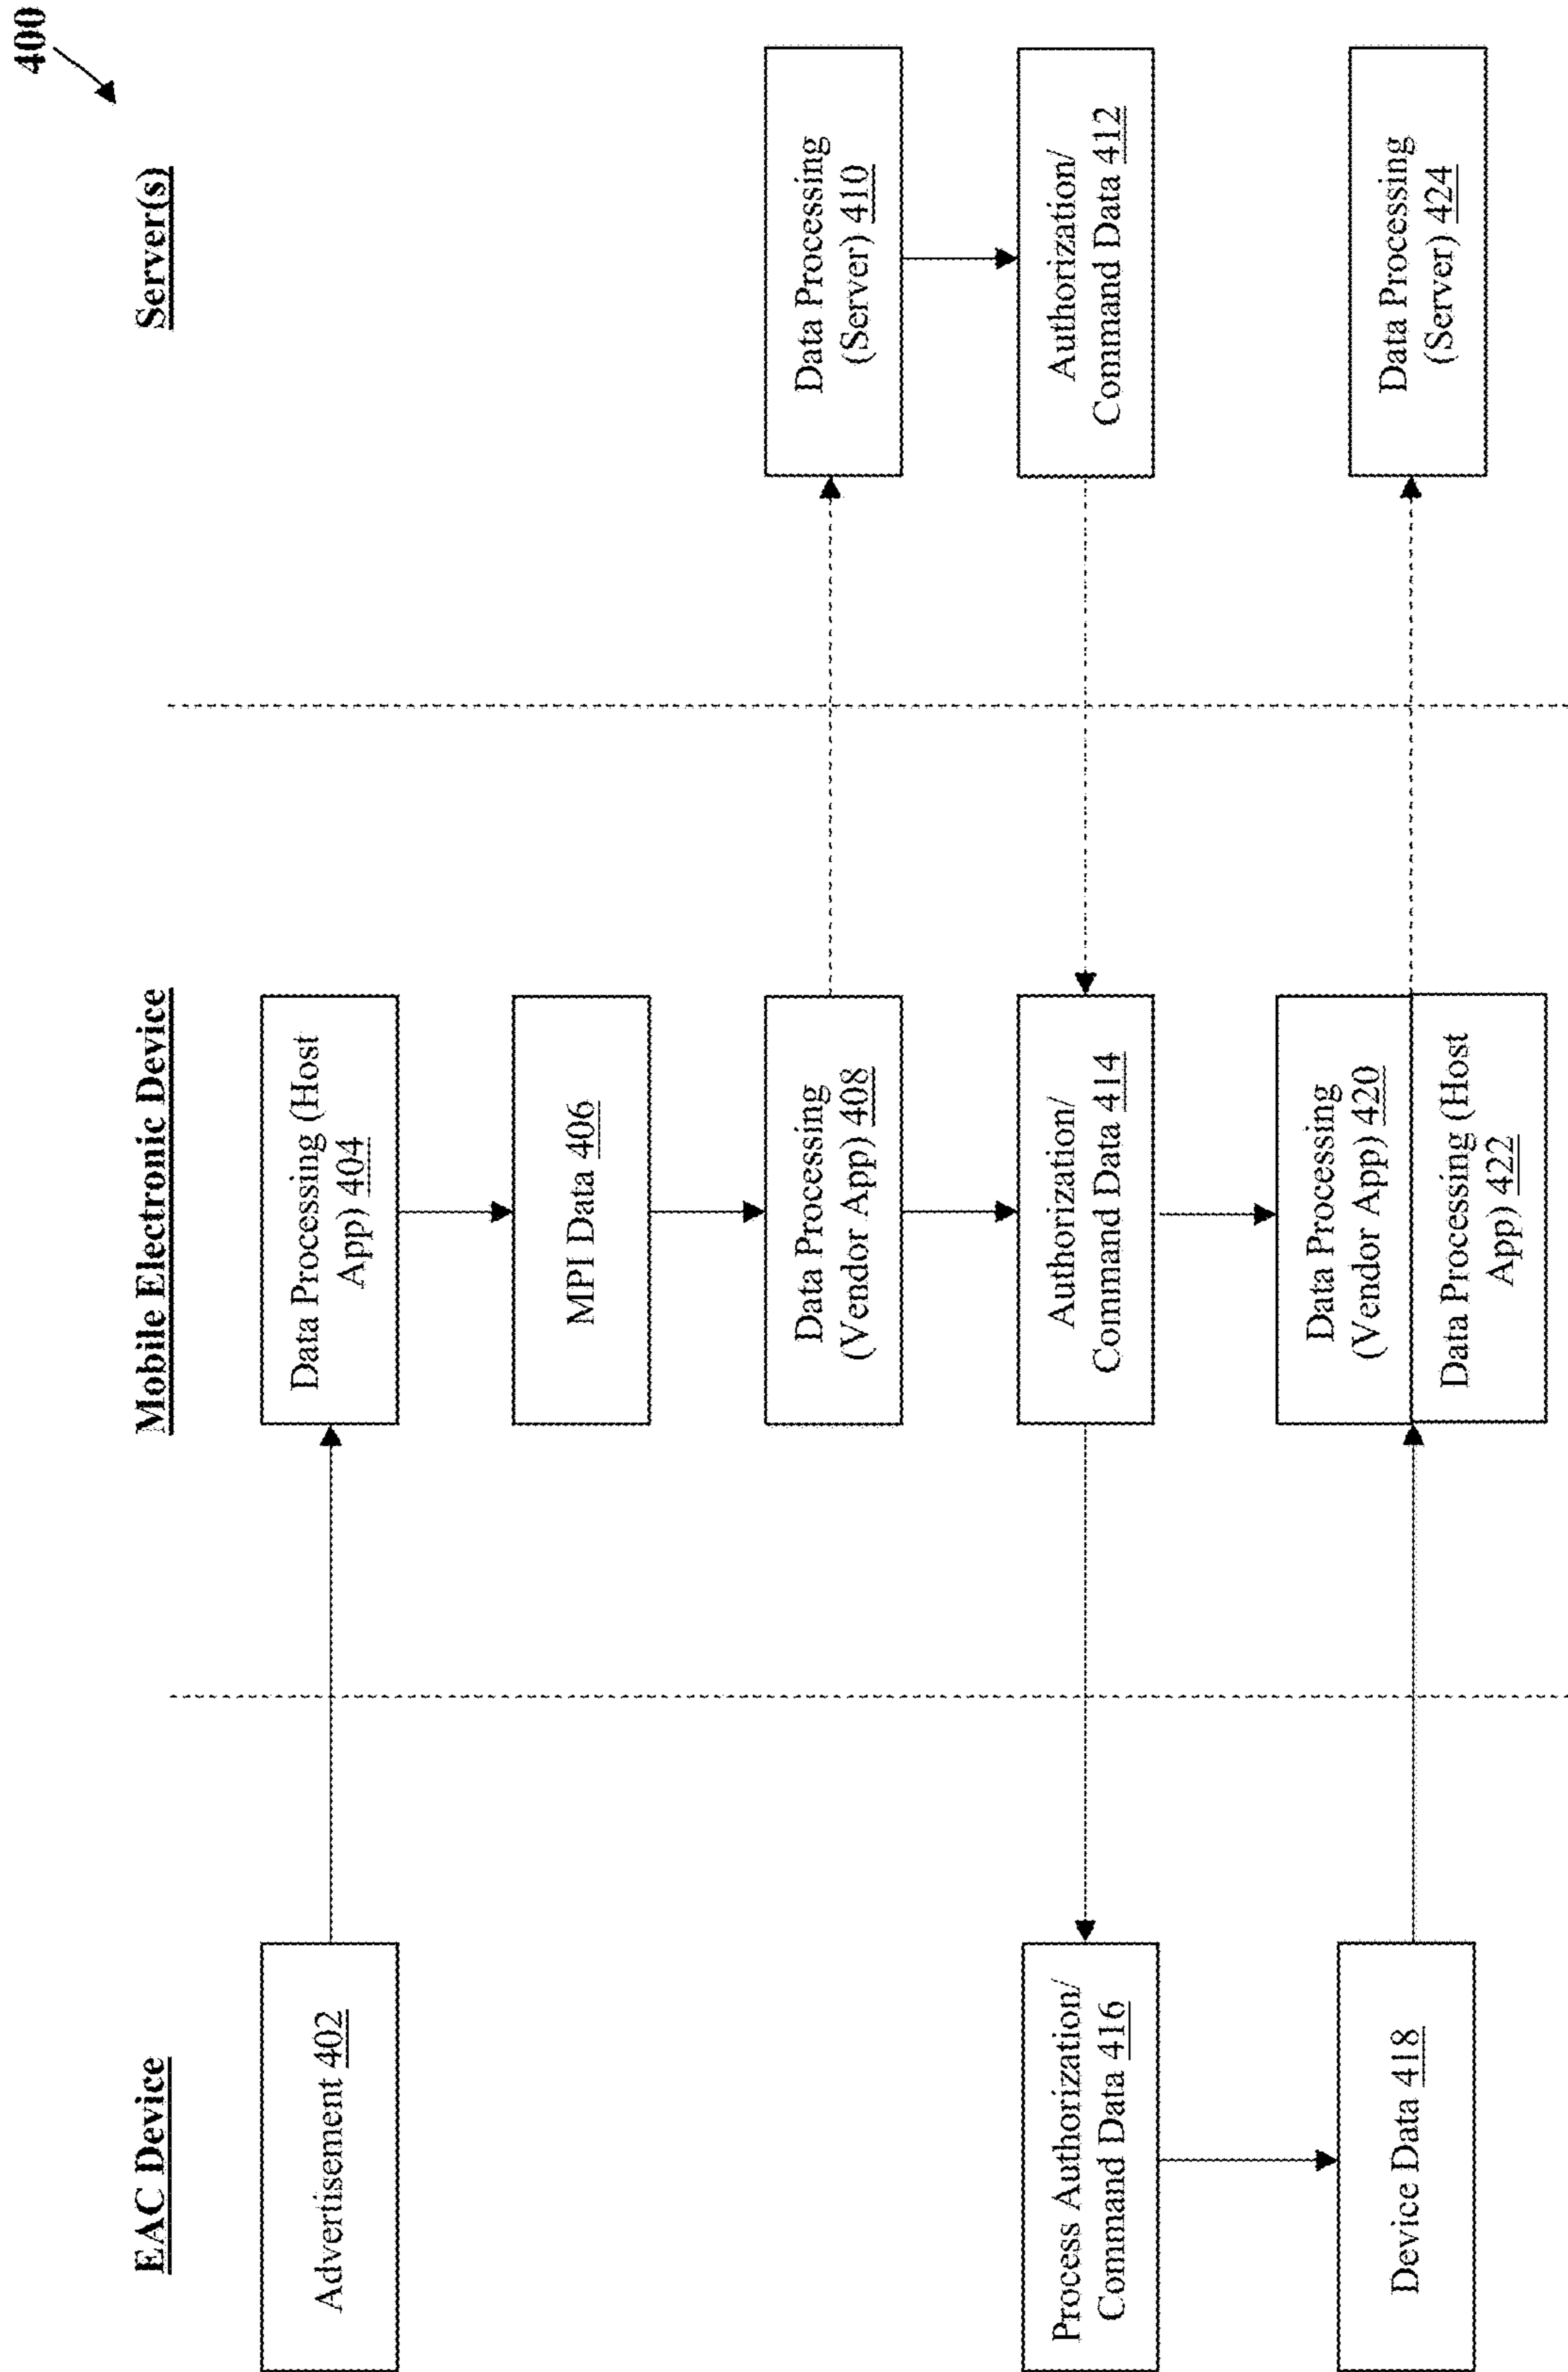 400
EAC Device
Mobile Electronic Device
Server(s)
Advertisement 402
Data Processing (Host
App) 404
MPI Data 406
Data Processing
(Vendor App) 408
Data Processing
(Server) 410
Authorization/
Command Data 412
Authorization/
Command Data 414
Process Authorization/
Command Data 416
Device Data 418
Data Processing
(Vendor App) 420
Data Processing (Host
App) 422
Data Processing
(Server) 424